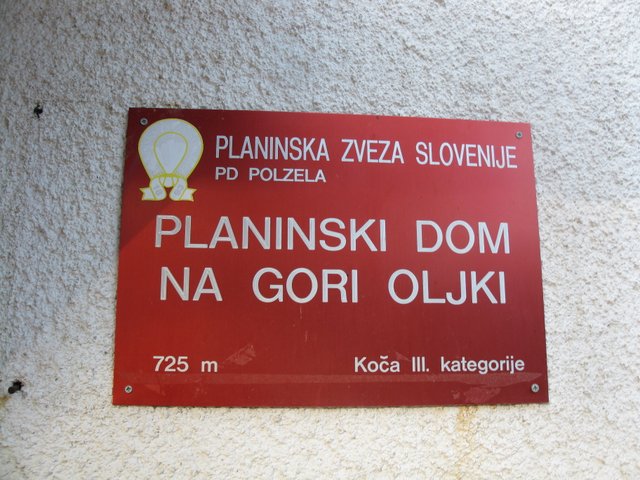 PLANINSKA ZVEZA SLOVENIJE
PD POLZELA
PLANINSKI DOM
NA GORI OLJKI
725 m Koča III. kategorije